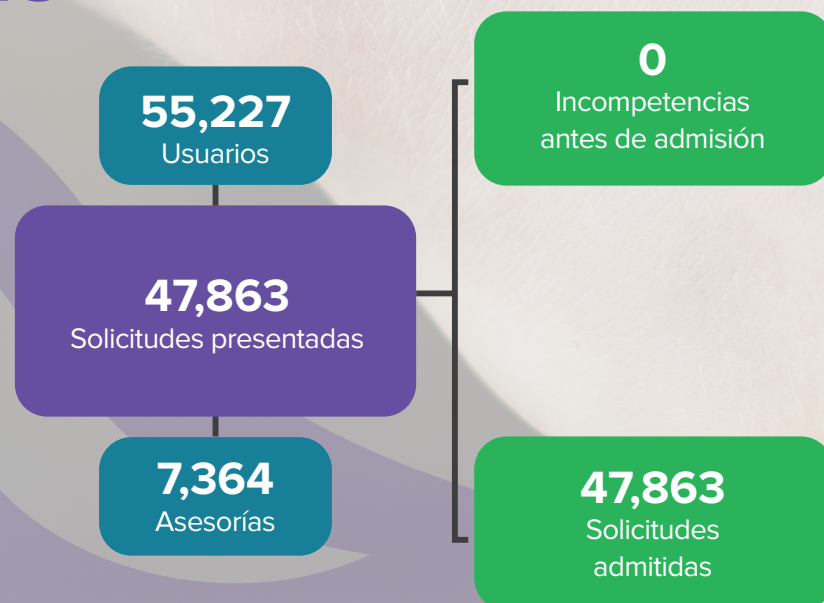 55,227
Usuarios
47,863
Solicitudes presentadas
7,364
Asesorías
0
Incompetencias
antes de admisión
47,863
Solicitudes
admitidas